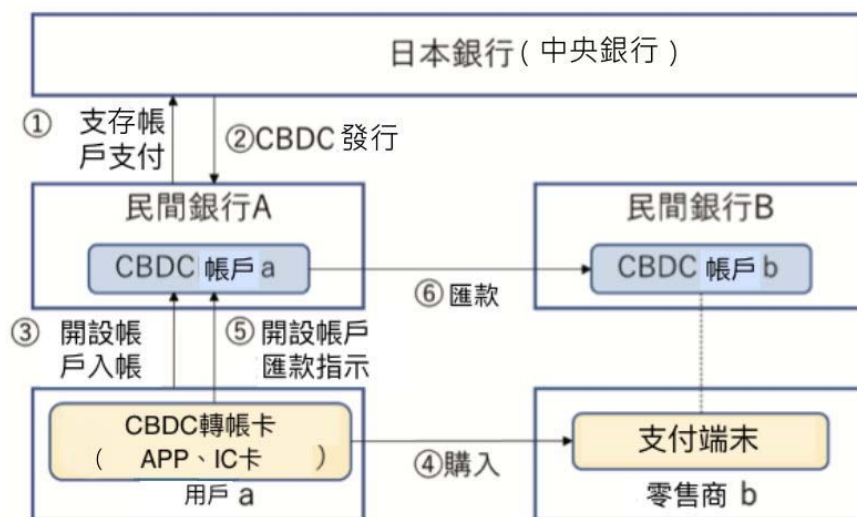 日本銀行(中央銀行)
① 支存帳
戶支付
②CBDC 發行
民間銀行A
民間銀行B
CBDC 帳戶 a
CBDC 帳戶 b
⑥匯款
③ 開設帳
戶入帳
⑤ 開設帳戶
匯款指示
CBDC轉帳卡
( APP、IC卡 )
用戶 a
④購入
支付端末
零售商 b